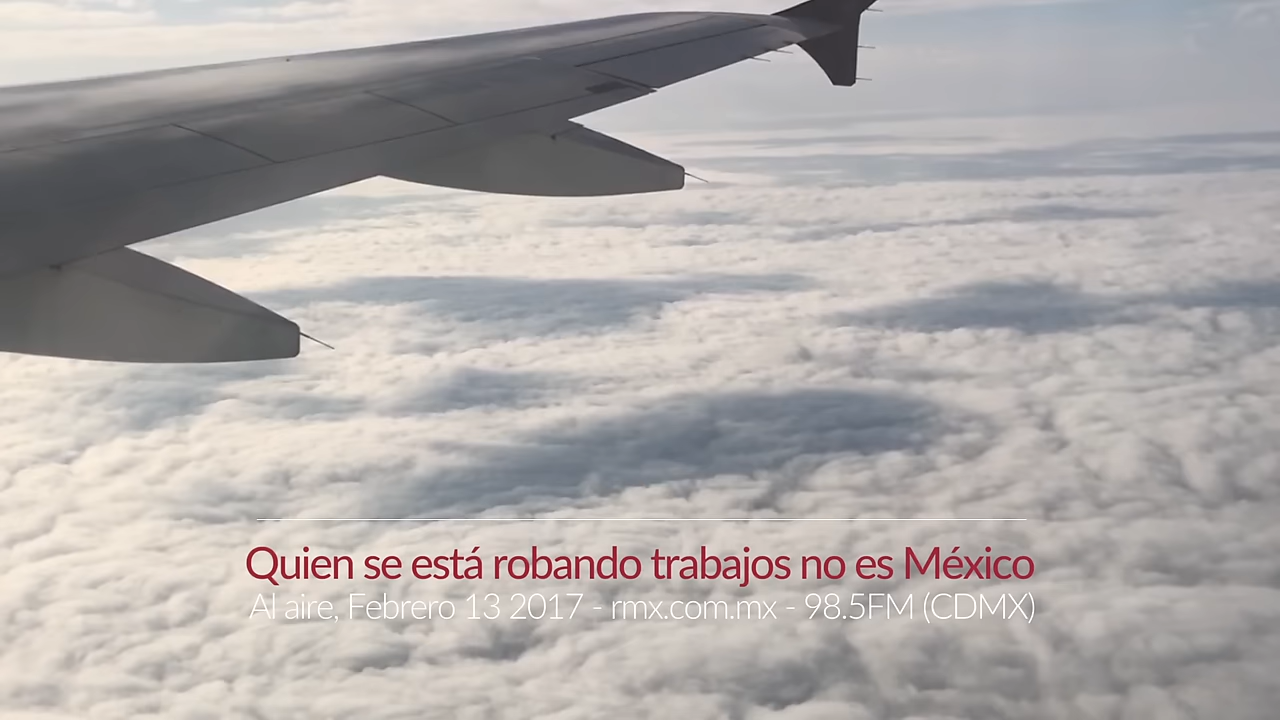 Quien se está robando trabajos no es México
Al aire, Febrero 13 2017 - rmx.com.mx - 98.5FM (CDMX)